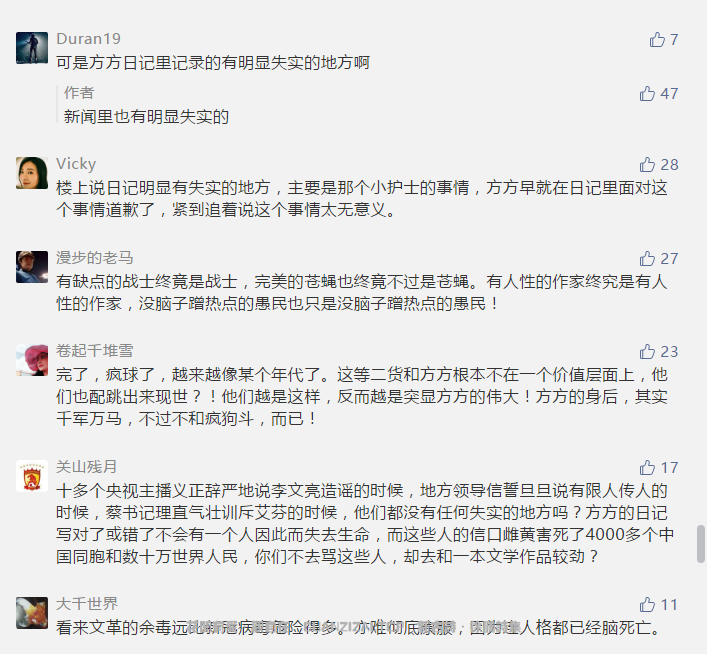 Duran19
7
可是方方日记里记录的有明显失实的地方啊
作者
47
新闻里也有明显失实的
Vicky
28
楼上说日记明显有失实的地方，主要是那个小护士的事情，方方早就在日记里面对这
个事情道歉了，紧到追着说这个事情太无意义。
漫步的老马
27
有缺点的战士终竟是战士，完美的苍蝇也终竟不过是苍蝇。有人性的作家终究是有人
性的作家，没脑子蹭热点的愚民也只是没脑子蹭热点的愚民！
卷起千堆雪
23
完了，疯球了，越来越像某个年代了。这等二货和方方根本不在一个价值层面上，他
们也配跳出来现世？！他们越是这样，反而越是突显方方的伟大！方方的身后，其实
千军万马，不过不和疯狗斗，而已！
关山残月
17
十多个央视主播义正辞严地说李文亮造谣的时候，地方领导信誓旦旦说有限人传人的
时候，蔡书记理直气壮训斥艾芬的时候，他们都没有任何失实的地方吗？方方的日记
写对了或错了不会有一个人因此而失去生命，而这些人的信口雌黄害死了4000多个中
国同胞和数十万世界人民，你们不去骂这些人，却去和一本文学作品较劲？
大千世界
11
看来文革的余毒远比新冠病毒危险得多。亦难彻底康服，因为连人格都已经脑死亡。